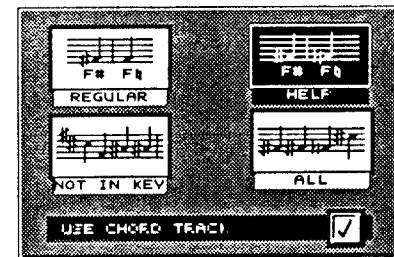 F# F♮ F# F♮
REGULAR HELP
NOT IN KEY ALL
USE CHORD TRACK